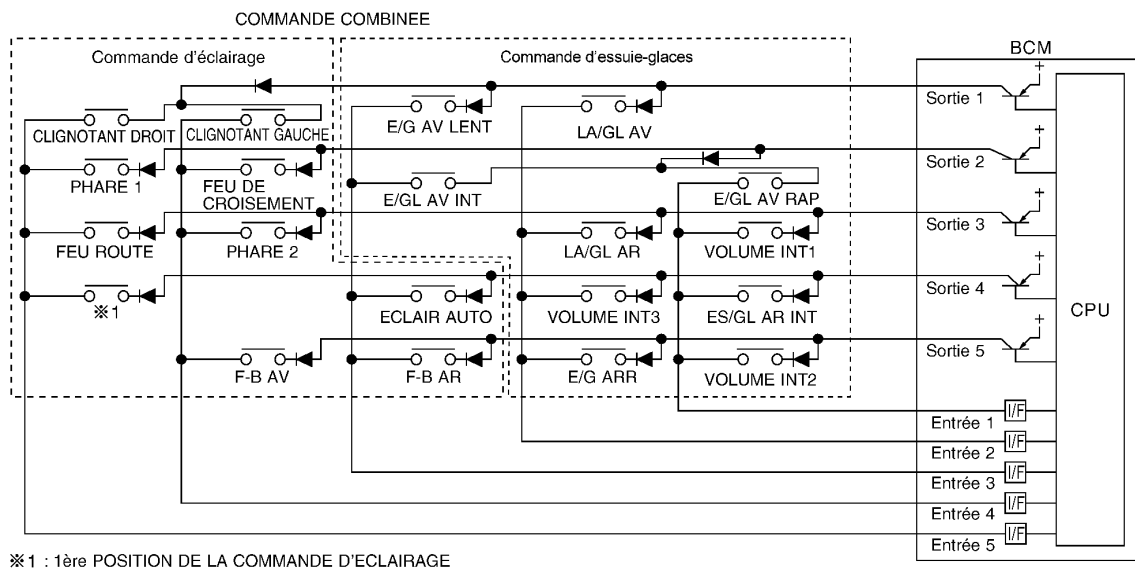 COMMANDE COMBINEE
Commande d'éclairage
Commande d'essuie-glaces
BCM
+
Sortie 1
CLIGNOTANT DROIT
CLIGNOTANT GAUCHE
E/G AV LENT
LA/GL AV
+
Sortie 2
PHARE 1
FEU DE
CROISEMENT
E/GL AV INT
E/GL AV RAP
+
Sortie 3
FEU ROUTE
PHARE 2
LA/GL AR
VOLUME INT1
+
Sortie 4
※1
ECLAIR AUTO
VOLUME INT3
ES/GL AR INT
CPU
+
Sortie 5
F-B AV
F-B AR
E/G ARR
VOLUME INT2
Entrée 1
I/F
Entrée 2
I/F
Entrée 3
I/F
Entrée 4
I/F
Entrée 5
I/F
※1 : 1ère POSITION DE LA COMMANDE D'ECLAIRAGE